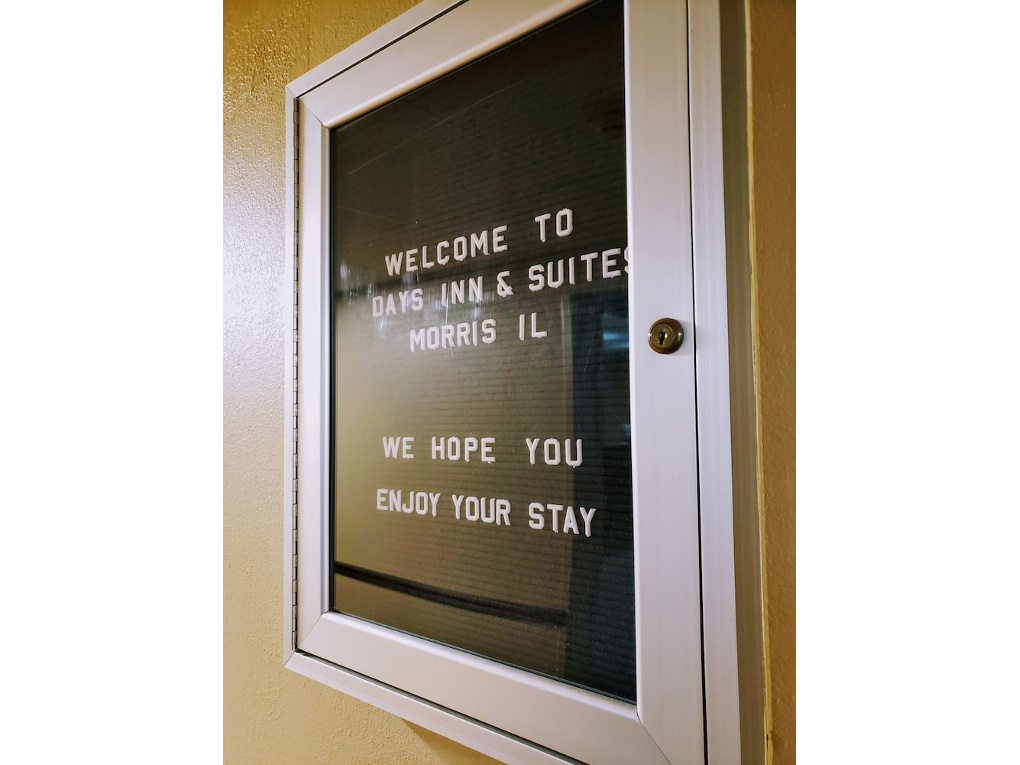 WELCOME TO
DAYS INN & SUITES
MORRIS IL
WE HOPE YOU
ENJOY YOUR STAY